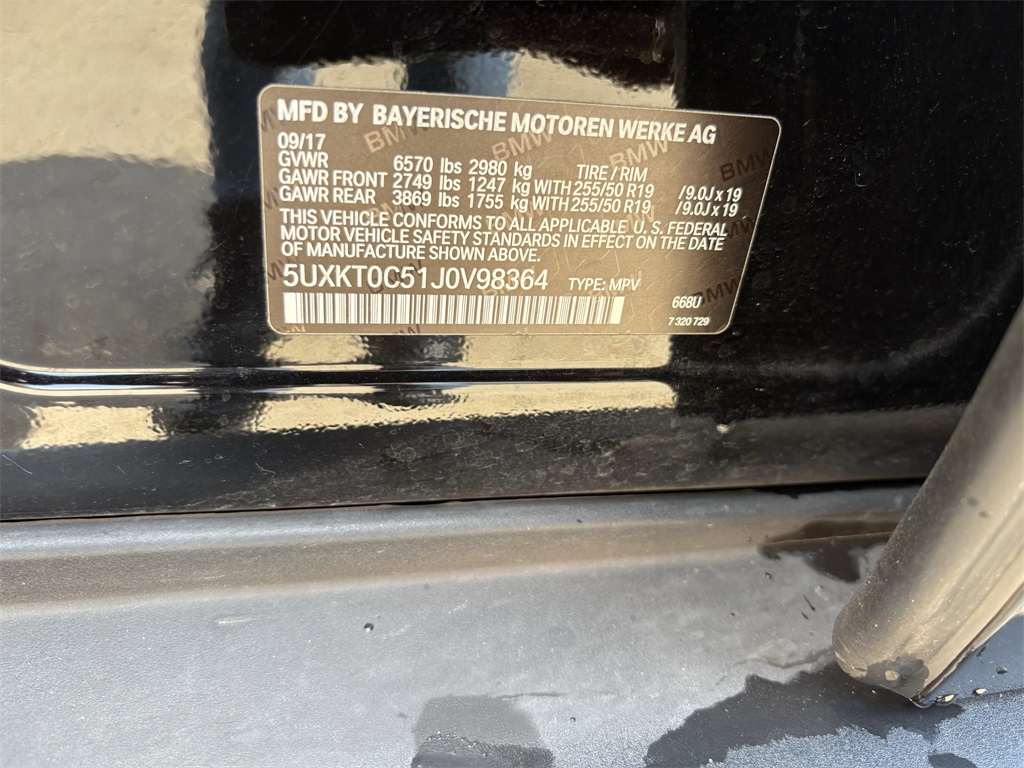 MFD BY BAYERISCHE MOTOREN WERKE AG
09/17
GVWR 6570 lbs 2980 kg TIRE / RIM
GAWR FRONT 2749 lbs 1247 kg WITH 255/50 R19 / 9.0J x 19
GAWR REAR 3869 lbs 1755 kg WITH 255/50 R19 / 9.0J x 19
THIS VEHICLE CONFORMS TO ALL APPLICABLE U. S. FEDERAL
MOTOR VEHICLE SAFETY STANDARDS IN EFFECT ON THE DATE
OF MANUFACTURE SHOWN ABOVE.
5UXKT0C51J0V98364 TYPE: MPV 668U
7 320 729